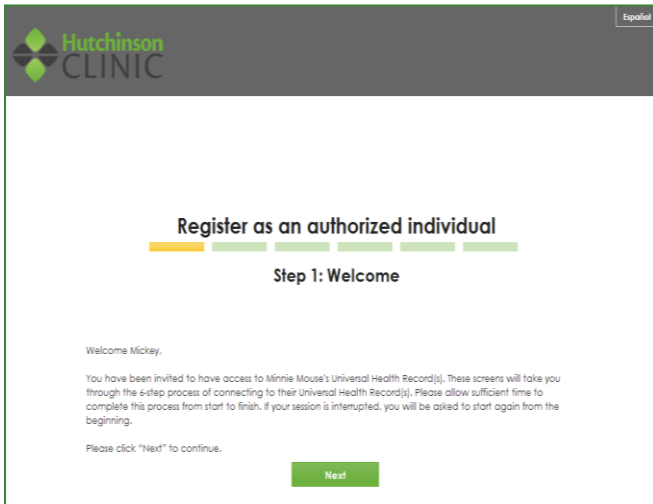 Español
Hutchinson
CLINIC
Register as an authorized individual
Step 1: Welcome
Welcome Mickey,
You have been invited to have access to Minnie Mouse's Universal Health Record(s). These screens will take you
through the 6-step process of connecting to their Universal Health Record(s). Please allow sufficient time to
complete this process from start to finish. If your session is interrupted, you will be asked to start again from the
beginning.
Please click "Next" to continue.
Next